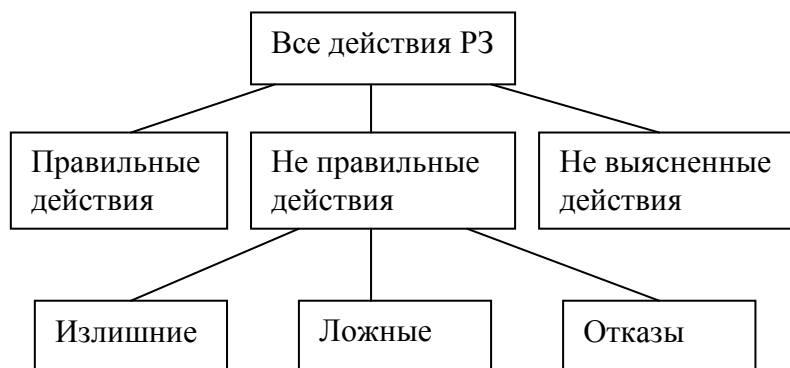 Все действия РЗ
Правильные
действия
Не правильные
действия
Не выясненные
действия
Излишние
Ложные
Отказы